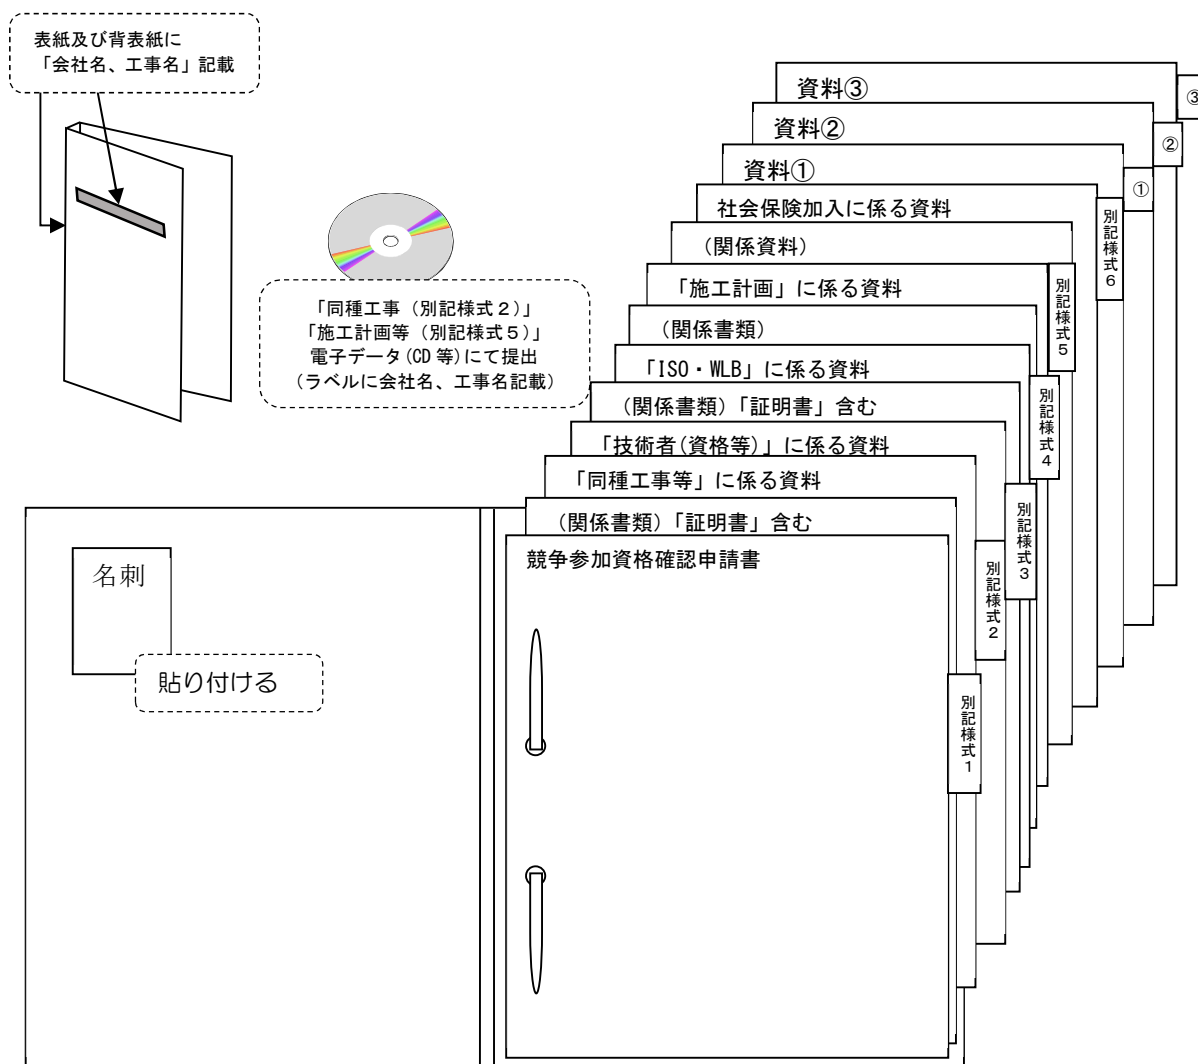 表紙及び背表紙に
「会社名、工事名」記載
「同種工事（別記様式２）」
「施工計画等（別記様式５）」
電子データ(CD 等)にて提出
（ラベルに会社名、工事名記載）
資料③
資料②
資料①
社会保険加入に係る資料
（関係資料）
「施工計画」に係る資料
（関係書類）
「ISO・WLB」に係る資料
（関係書類）「証明書」含む
「技術者(資格等)」に係る資料
「同種工事等」に係る資料
（関係書類）「証明書」含む
競争参加資格確認申請書
③
②
①
別記様式６
別記様式５
別記様式４
別記様式３
別記様式２
別記様式１
名刺
貼り付ける